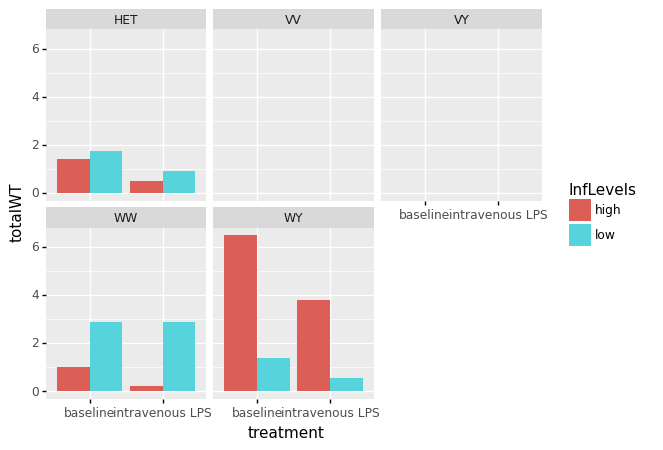 HET VV VY
6
4
2
0
baseline intravenous LPS
totalWT
InfLevels
high
low
WW WY
6
4
2
0
baseline intravenous LPS baseline intravenous LPS
treatment